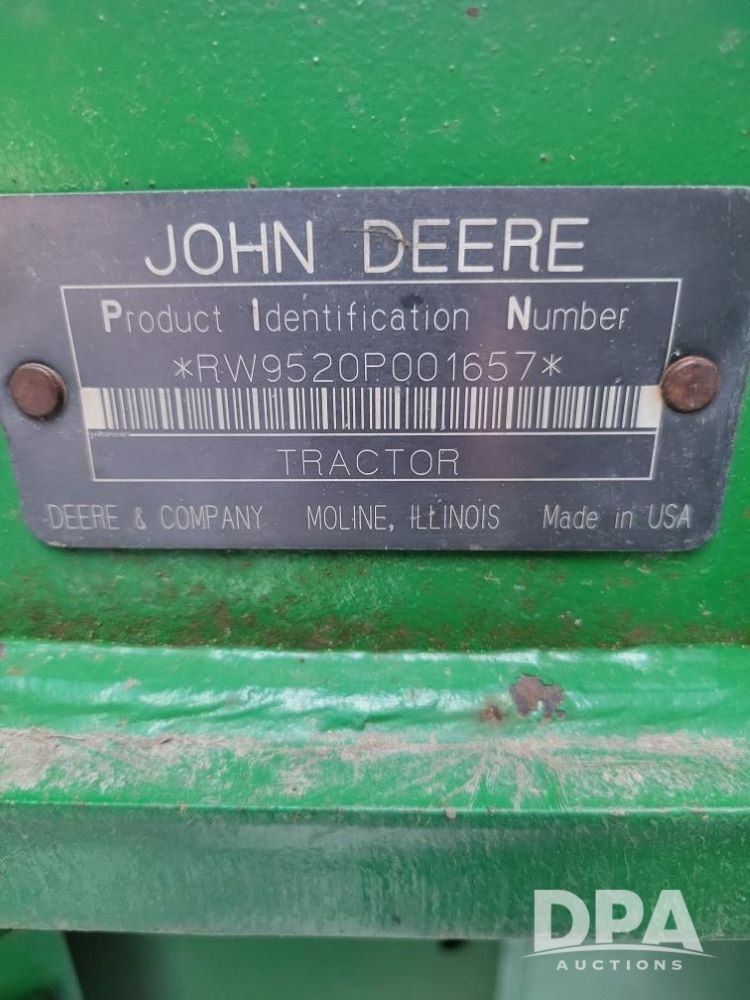 JOHN DEERE
Product Identification Number
*RW9520P001657*
TRACTOR
DEERE & COMPANY MOLINE, ILLINOIS Made in USA
DPA
AUCTIONS